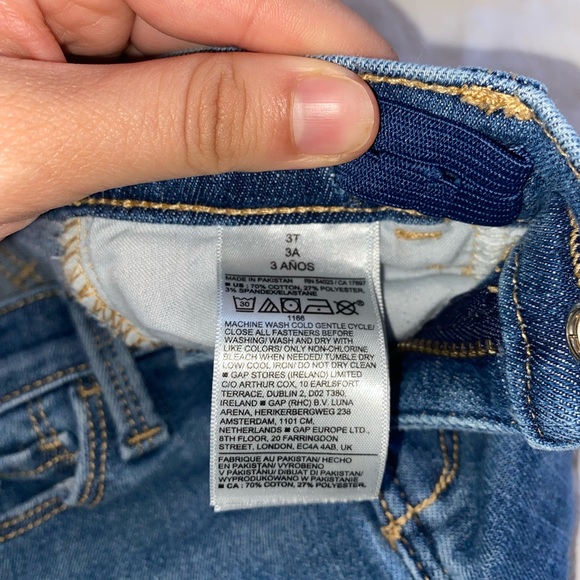 3T
3A
3 AÑOS
MADE IN PAKISTAN RN 54023 / CA 17897
■ US : 70% COTTON, 27% POLYESTER,
3% SPANDEX/ELASTANE
30
1166
MACHINE WASH COLD GENTLE CYCLE/
CLOSE ALL FASTENERS BEFORE
WASHING/ WASH AND DRY WITH
LIKE COLORS/ ONLY NON-CHLORINE
BLEACH WHEN NEEDED/ TUMBLE DRY
LOW/ COOL IRON/ DO NOT DRY CLEAN
■ GAP STORES (IRELAND) LIMITED
C/O ARTHUR COX, 10 EARLSFORT
TERRACE, DUBLIN 2, D02 T380,
IRELAND ■ GAP (RHC) B.V. LUNA
ARENA, HERIKERBERGWEG 238
AMSTERDAM, 1101 CM,
NETHERLANDS ■ GAP EUROPE LTD.,
8TH FLOOR, 20 FARRINGDON
STREET, LONDON, EC4A 4AB, UK
FABRIQUE AU PAKISTAN/ HECHO
EN PAKISTAN/ VYROBENO
V PÁKISTÁNU/ DIBUAT DI PAKISTAN/
WYPRODUKOWANO W PAKISTANIE
■ CA : 70% COTON, 27% POLYESTER,